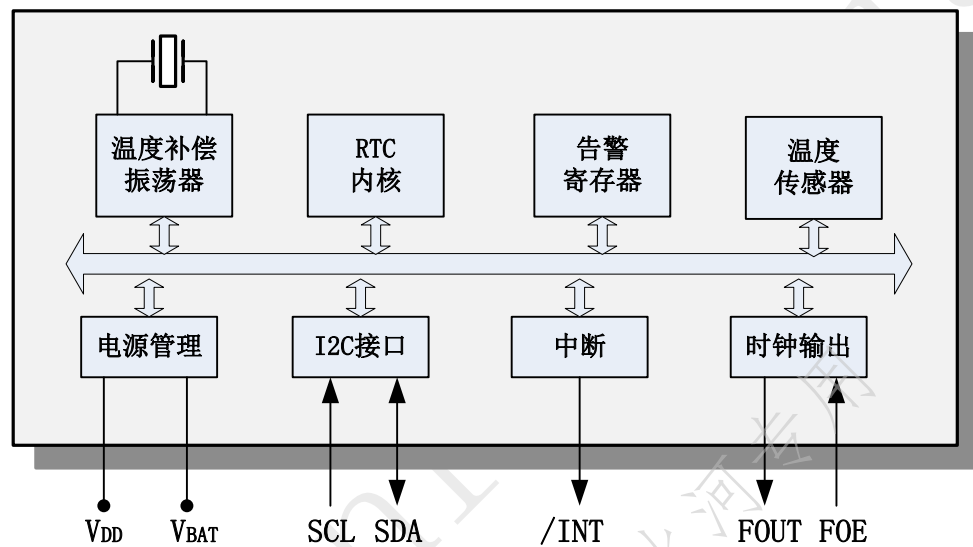 温度补偿
振荡器
RTC
内核
告警
寄存器
温度
传感器
电源管理
I2C接口
中断
时钟输出
VDD VBAT SCL SDA /INT FOUT FOE